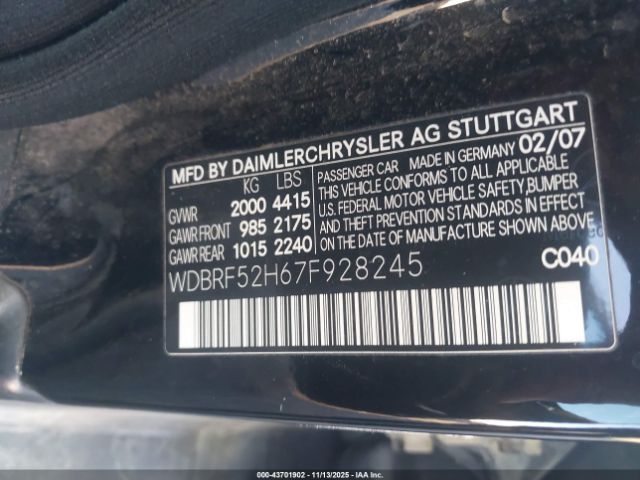 MFD BY DAIMLERCHRYSLER AG STUTTGART
KG LBS
GVWR 2000 4415
GAWR FRONT 985 2175
GAWR REAR 1015 2240
PASSENGER CAR MADE IN GERMANY 02/07
THIS VEHICLE CONFORMS TO ALL APPLICABLE
U.S. FEDERAL MOTOR VEHICLE SAFETY, BUMPER
AND THEFT PREVENTION STANDARDS IN EFFECT
ON THE DATE OF MANUFACTURE SHOWN ABOVE
WDBRF52H67F928245
C040
000-43701902 - 11/13/2025 - IAAI.CA